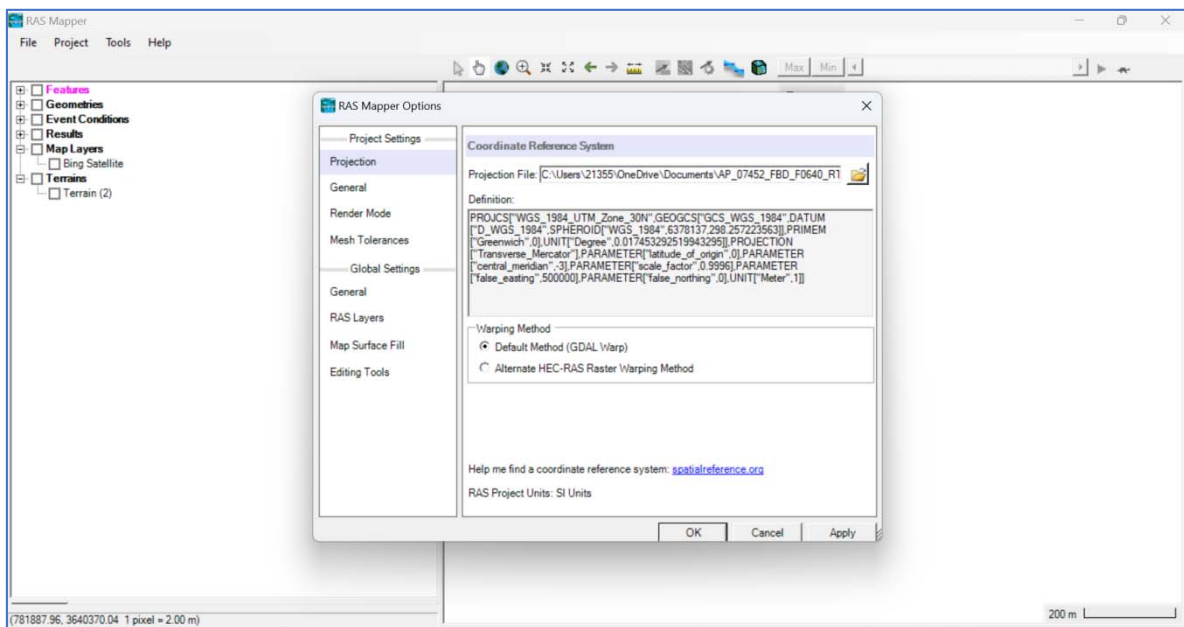 RAS Mapper
File Project Tools Help
Max Min
Features
Geometries
Event Conditions
Results
Map Layers
Bing Satellite
Terrains
Terrain (2)
RAS Mapper Options
Project Settings
Projection
General
Render Mode
Mesh Tolerances
Global Settings
General
RAS Layers
Map Surface Fill
Editing Tools
Coordinate Reference System
Projection File: C:\Users\21355\OneDrive\Documents\AP_07452_FBD_F0640_RT
Definition:
PROJCS["WGS_1984_UTM_Zone_30N",GEOGCS["GCS_WGS_1984",DATUM
["D_WGS_1984",SPHEROID["WGS_1984",6378137,298.257223563]],PRIMEM
["Greenwich",0],UNIT["Degree",0.017453292519943295]],PROJECTION
["Transverse_Mercator"],PARAMETER["latitude_of_origin",0],PARAMETER
["central_meridian",-3],PARAMETER["scale_factor",0.9996],PARAMETER
["false_easting",500000],PARAMETER["false_northing",0],UNIT["Meter",1]]
Warping Method
Default Method (GDAL Warp)
Alternate HEC-RAS Raster Warping Method
Help me find a coordinate reference system: spatialreference.org
RAS Project Units: SI Units
OK Cancel Apply
(781887.96, 3640370.04 1 pixel = 2.00 m)
200 m